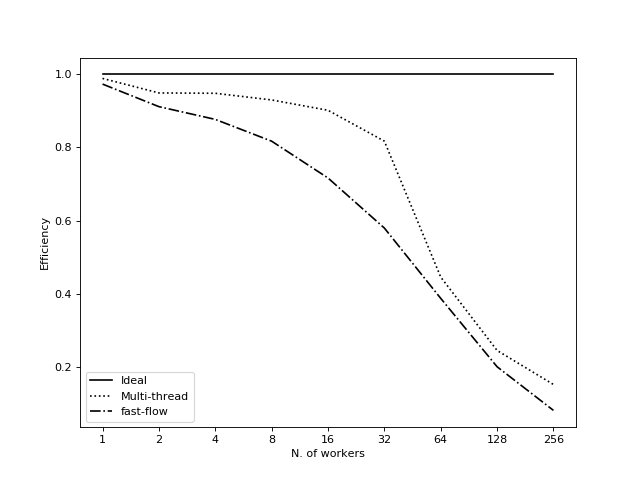 1.0
0.8
0.6
0.4
0.2
Efficiency
Ideal
Multi-thread
fast-flow
1 2 4 8 16 32 64 128 256
N. of workers